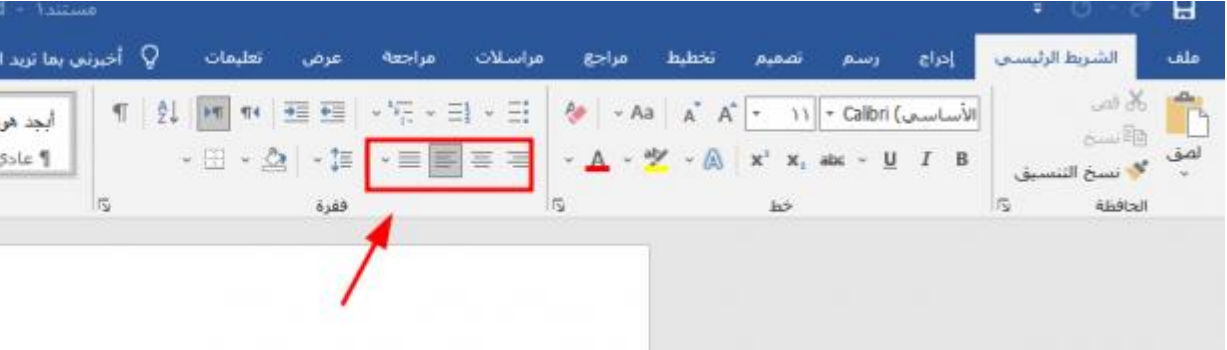 مستند١ -
ملف الشريط الرئيسي إدراج رسم تصميم تخطيط مراجع مراسلات مراجعة عرض تعليمات أخبرني بما تريد
لصق
قص
نسخ
نسخ التنسيق
الحافظة
Calibri (الأساسي) ١١ A A Aa
B I U abc x₂ x² A aby A
خط
¶ ¶ ¶ A Z
فقرة
أبجد هو
¶ عادي